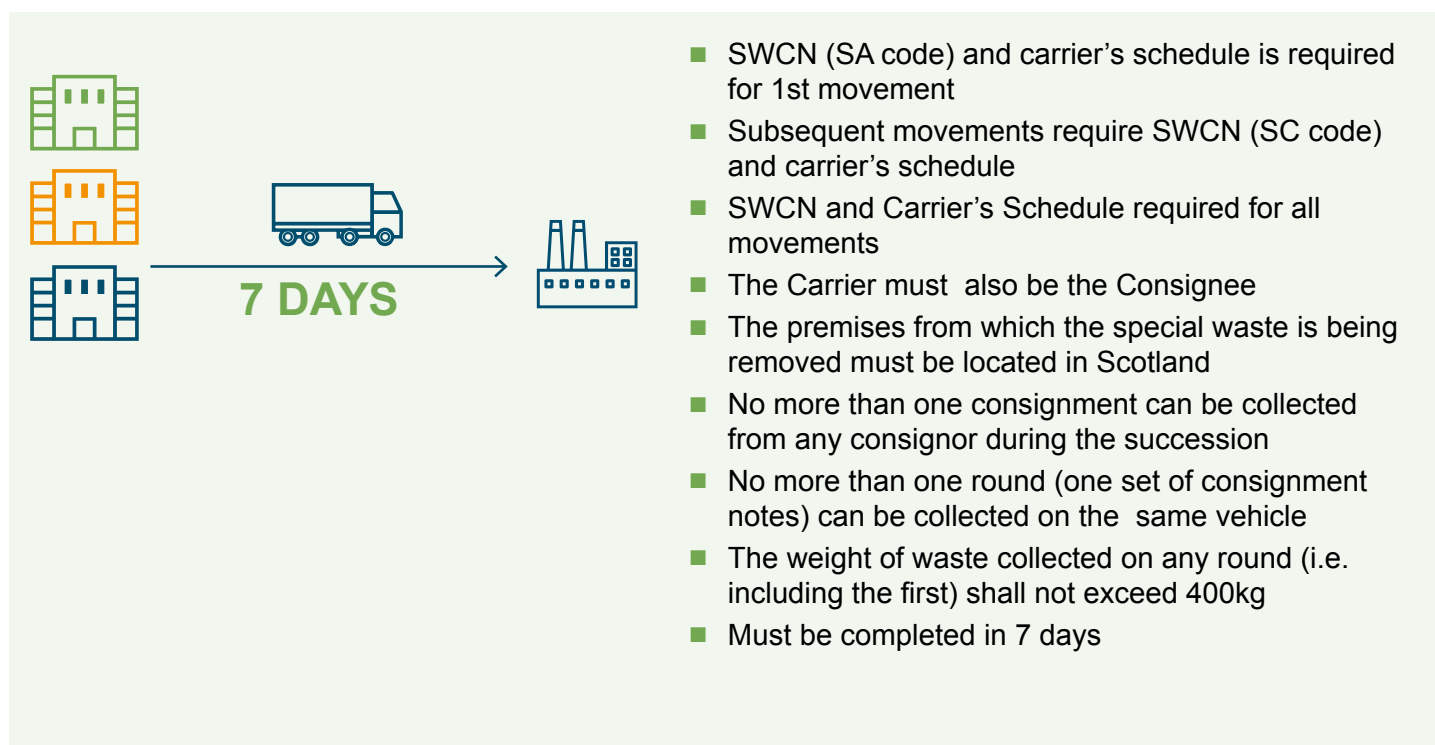 7 DAYS
SWCN (SA code) and carrier’s schedule is required
for 1st movement
Subsequent movements require SWCN (SC code)
and carrier’s schedule
SWCN and Carrier’s Schedule required for all
movements
The Carrier must  also be the Consignee
The premises from which the special waste is being
removed must be located in Scotland
No more than one consignment can be collected
from any consignor during the succession
No more than one round (one set of consignment
notes) can be collected on the  same vehicle
The weight of waste collected on any round (i.e.
including the first) shall not exceed 400kg
Must be completed in 7 days